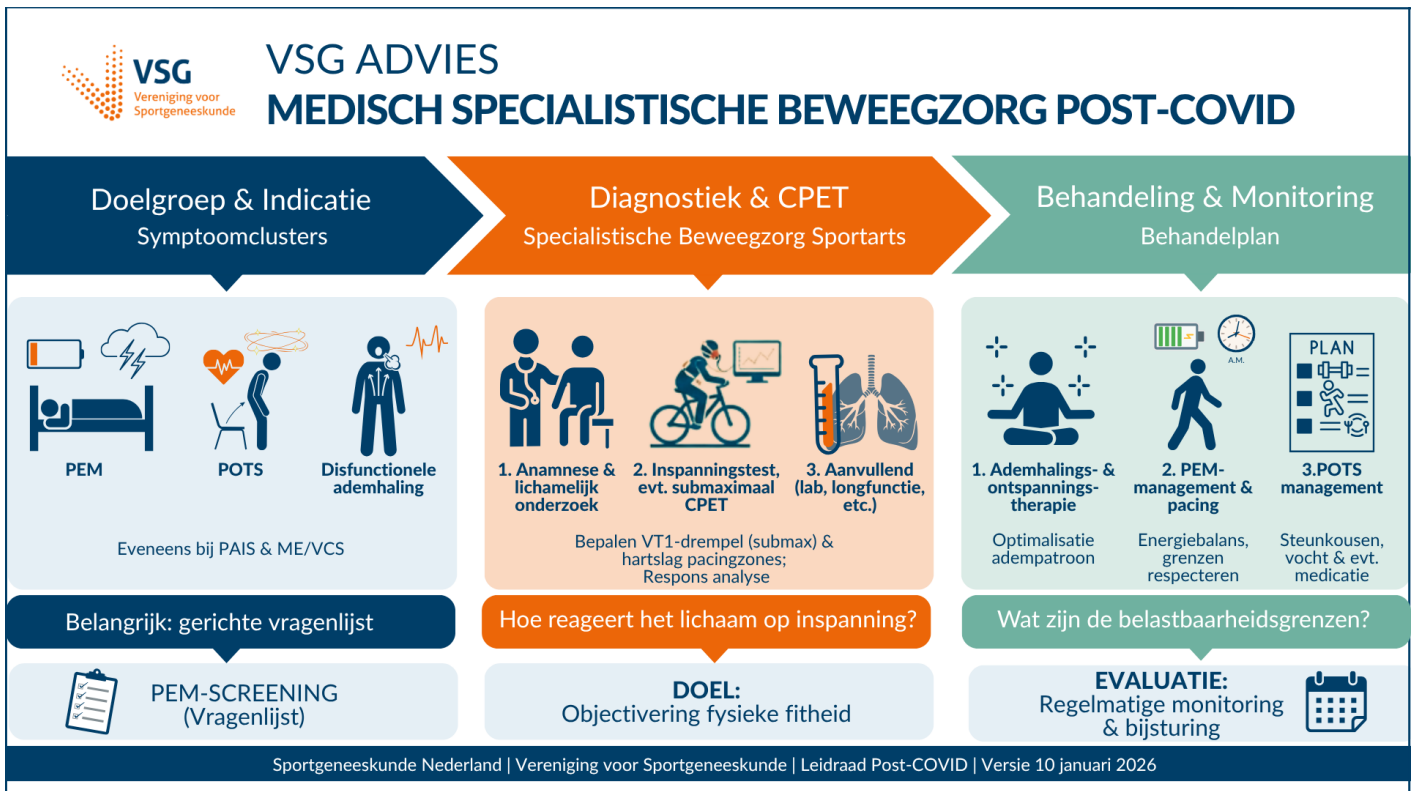 VSG
Vereniging voor
Sportgeneeskunde
VSG ADVIES
MEDISCH SPECIALISTISCHE BEWEEGZORG POST-COVID
Doelgroep & Indicatie
Symptoomclusters
Diagnostiek & CPET
Specialistische Beweegzorg Sportarts
Behandeling & Monitoring
Behandelplan
PEM
POTS
Disfunctionele
ademhaling
Eveneens bij PAIS & ME/VCS
1. Anamnese &
lichamelijk
onderzoek
2. Inspanningstest,
evt. submaximaal
CPET
3. Aanvullend
(lab, longfunctie,
etc.)
Bepalen VT1-drempel (submax) &
hartslag pacingzones;
Respons analyse
A.M.
PLAN
1. Ademhalings- &
ontspannings-
therapie
Optimalisatie
adempatroon
2. PEM-
management &
pacing
Energiebalans,
grenzen
respecteren
3.POTS
management
Steunkousen,
vocht & evt.
medicatie
Belangrijk: gerichte vragenlijst
Hoe reageert het lichaam op inspanning?
Wat zijn de belastbaarheidsgrenzen?
PEM-SCREENING
(Vragenlijst)
DOEL:
Objectivering fysieke fitheid
EVALUATIE:
Regelmatige monitoring
& bijsturing
Sportgeneeskunde Nederland | Vereniging voor Sportgeneeskunde | Leidraad Post-COVID | Versie 10 januari 2026